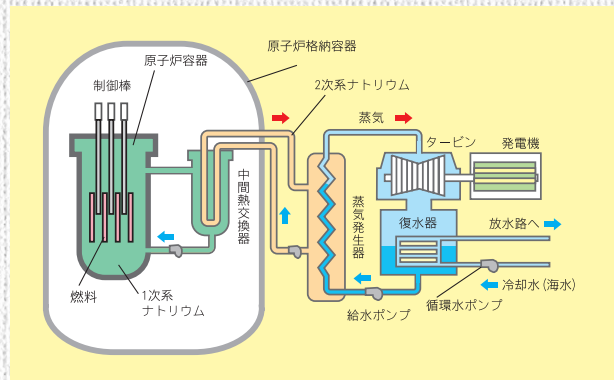 原子炉格納容器
原子炉容器
制御棒
2次系ナトリウム
蒸気
タービン
発電機
中間熱交換器
蒸気発生器
復水器
放水路へ
冷却水(海水)
循環水ポンプ
給水ポンプ
燃料
1次系
ナトリウム